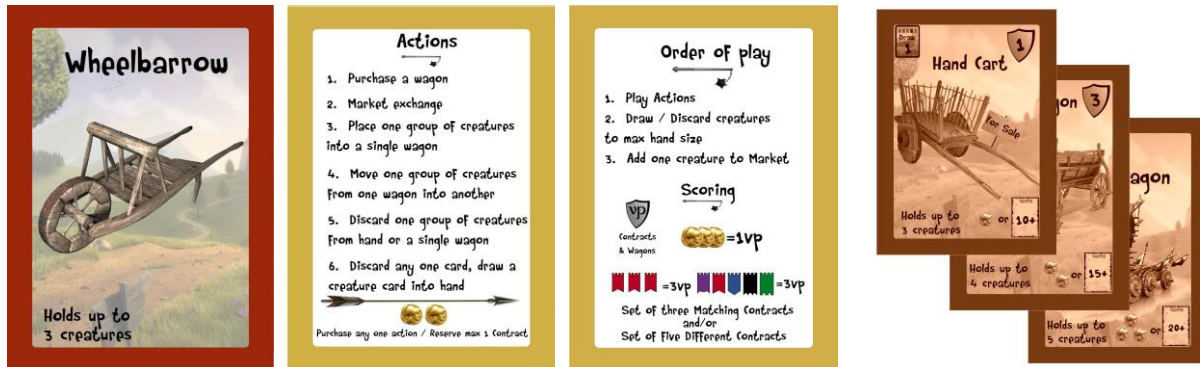 Wheelbarrow
Holds up to
3 creatures
Actions
1. Purchase a wagon
2. Market exchange
3. Place one group of creatures
into a single wagon
4. Move one group of creatures
from one wagon into another
5. Discard one group of creatures
from hand or a single wagon
6. Discard any one card, draw a
creature card into hand
Purchase any one action / Reserve max 1 Contract
Order of play
1. Play Actions
2. Draw / Discard creatures
to max hand size
3. Add one creature to Market
Scoring
vp
Contracts
& Wagons
=1vp
=3vp
=3vp
Set of three Matching Contracts
and/or
Set of Five Different Contracts
Draw
1
1
Hand Cart
For Sale
Holds up to
3 creatures
or 10+
gon 3
Holds up to
4 creatures
or 15+
agon
Holds up to
5 creatures
or 20+